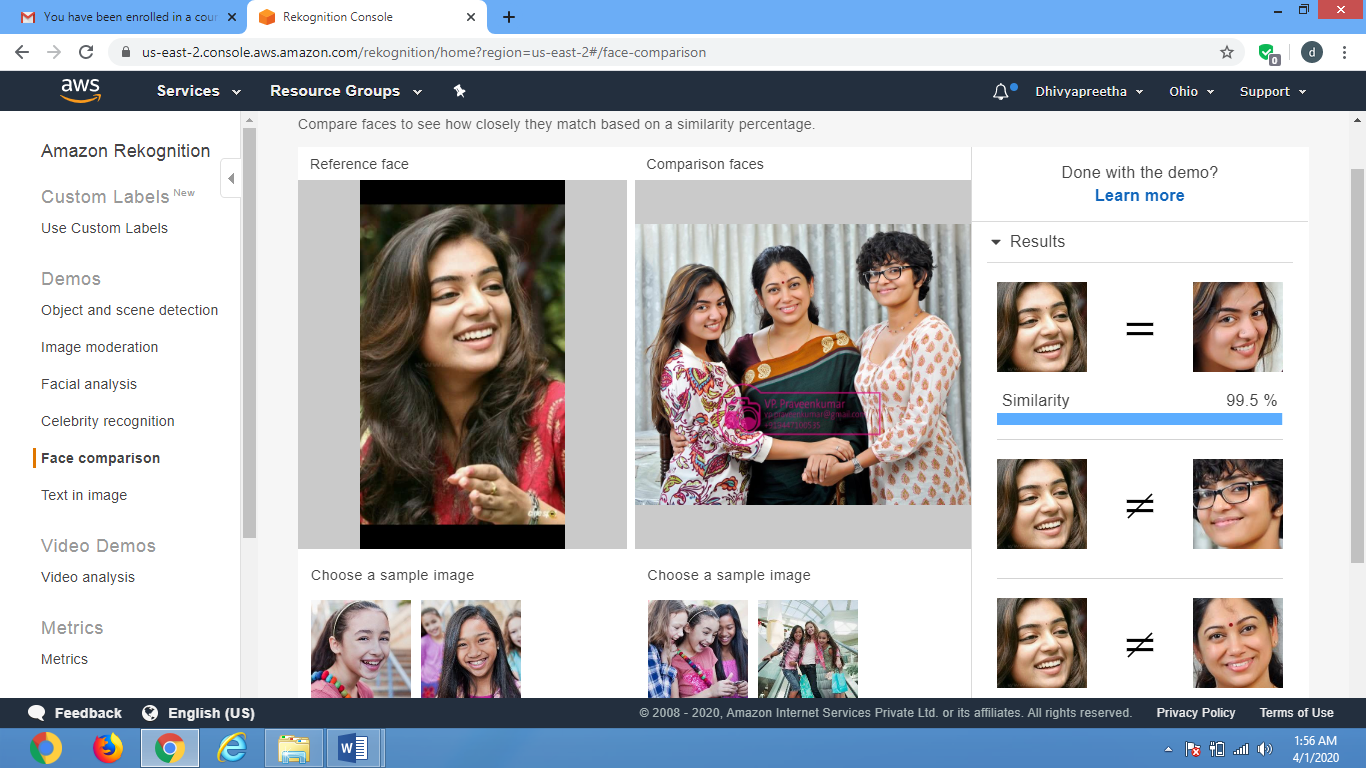 You have been enrolled in a cour
Rekognition Console
us-east-2.console.aws.amazon.com/rekognition/home?region=us-east-2#/face-comparison
0
d
aws
Services
Resource Groups
Dhivyapreetha
Ohio
Support
Amazon Rekognition
Custom Labels New
Use Custom Labels
Demos
Object and scene detection
Image moderation
Facial analysis
Celebrity recognition
Face comparison
Text in image
Video Demos
Video analysis
Metrics
Metrics
Compare faces to see how closely they match based on a similarity percentage.
Reference face
Comparison faces
VP. Praveenkumar
Choose a sample image
Choose a sample image
Done with the demo?
Learn more
Results
=
Similarity 99.5 %
≠
≠
Feedback
English (US)
© 2008 - 2020, Amazon Internet Services Private Ltd. or its affiliates. All rights reserved.
Privacy Policy
Terms of Use
1:56 AM
4/1/2020